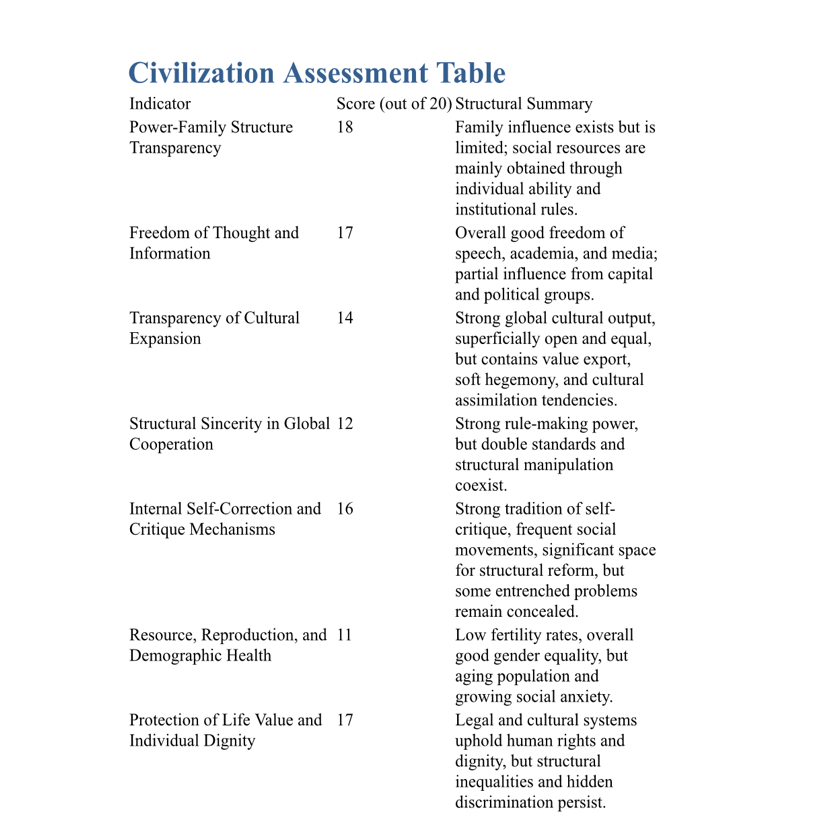 Civilization Assessment Table
Indicator Score (out of 20) Structural Summary
Power-Family Structure 18 Family influence exists but is
Transparency limited; social resources are
mainly obtained through
individual ability and
institutional rules.
Freedom of Thought and 17 Overall good freedom of
Information speech, academia, and media;
partial influence from capital
and political groups.
Transparency of Cultural 14 Strong global cultural output,
Expansion superficially open and equal,
but contains value export,
soft hegemony, and cultural
assimilation tendencies.
Structural Sincerity in Global 12 Strong rule-making power,
Cooperation but double standards and
structural manipulation
coexist.
Internal Self-Correction and 16 Strong tradition of self-
Critique Mechanisms critique, frequent social
movements, significant space
for structural reform, but
some entrenched problems
remain concealed.
Resource, Reproduction, and 11 Low fertility rates, overall
Demographic Health good gender equality, but
aging population and
growing social anxiety.
Protection of Life Value and 17 Legal and cultural systems
Individual Dignity uphold human rights and
dignity, but structural
inequalities and hidden
discrimination persist.